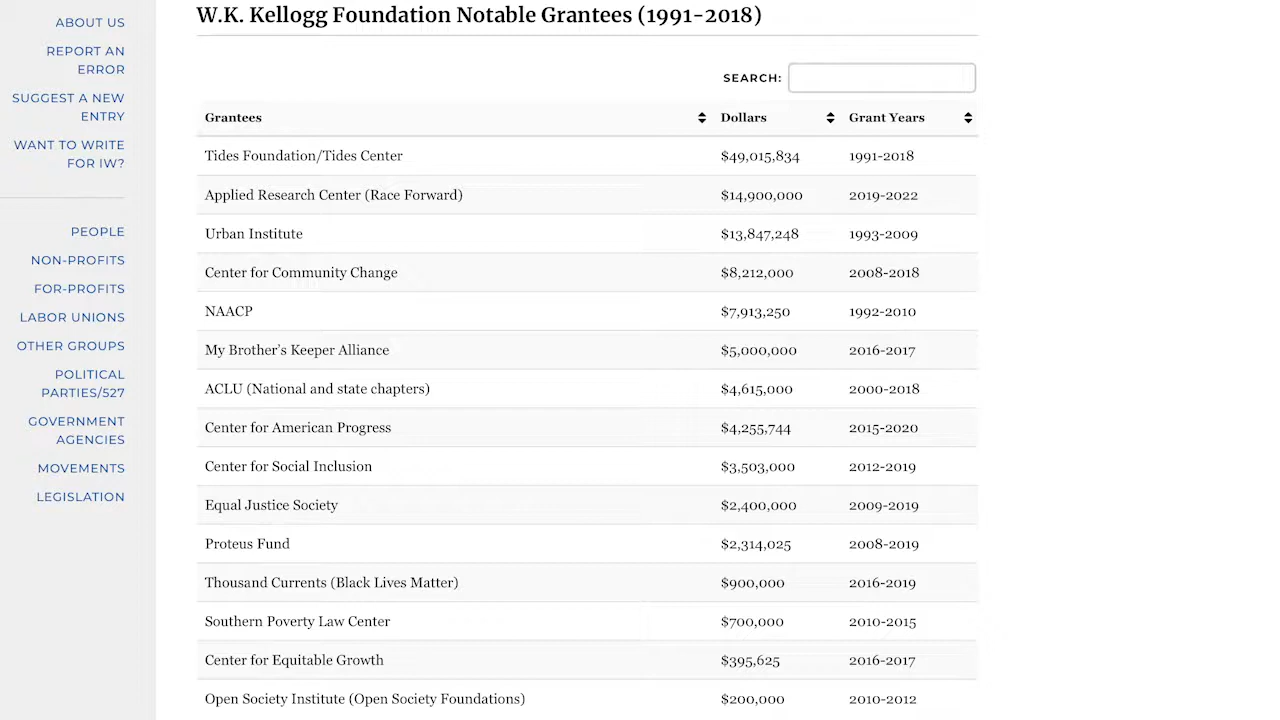 W.K. Kellogg Foundation Notable Grantees (1991-2018)
ABOUT US
REPORT AN
ERROR
SUGGEST A NEW
ENTRY
WANT TO WRITE
FOR IW?
PEOPLE
NON-PROFITS
FOR-PROFITS
LABOR UNIONS
OTHER GROUPS
POLITICAL
PARTIES/527
GOVERNMENT
AGENCIES
MOVEMENTS
LEGISLATION
SEARCH:
Grantees Dollars Grant Years
Tides Foundation/Tides Center $49,015,834 1991-2018
Applied Research Center (Race Forward) $14,900,000 2019-2022
Urban Institute $13,847,248 1993-2009
Center for Community Change $8,212,000 2008-2018
NAACP $7,913,250 1992-2010
My Brother's Keeper Alliance $5,000,000 2016-2017
ACLU (National and state chapters) $4,615,000 2000-2018
Center for American Progress $4,255,744 2015-2020
Center for Social Inclusion $3,503,000 2012-2019
Equal Justice Society $2,400,000 2009-2019
Proteus Fund $2,314,025 2008-2019
Thousand Currents (Black Lives Matter) $900,000 2016-2019
Southern Poverty Law Center $700,000 2010-2015
Center for Equitable Growth $395,625 2016-2017
Open Society Institute (Open Society Foundations) $200,000 2010-2012